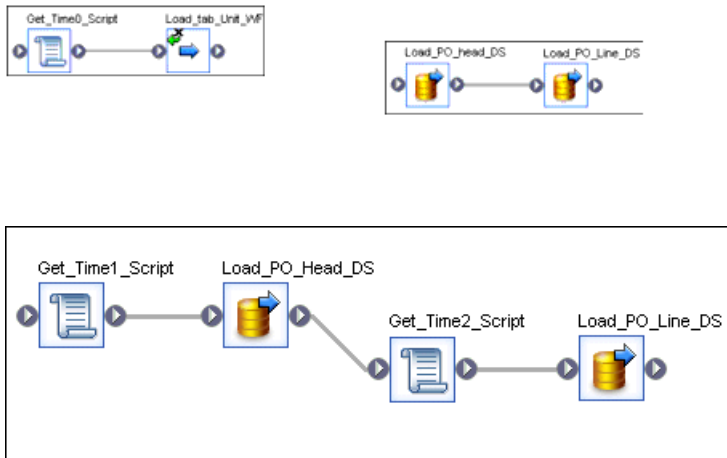 Get_Time0_Script
Load_tab_Unit_WF
Load_PO_head_DS
Load_PO_Line_DS
Get_Time1_Script
Load_PO_Head_DS
Get_Time2_Script
Load_PO_Line_DS